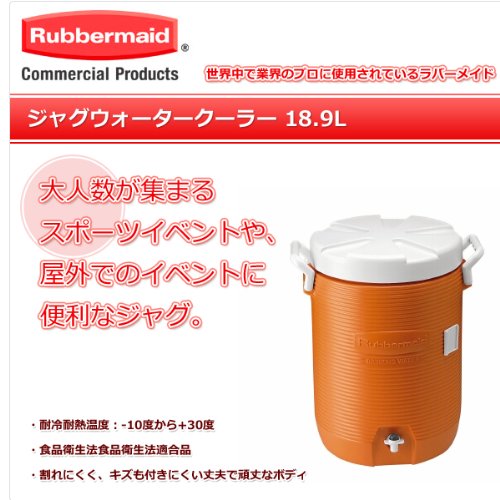 Rubbermaid®
Commercial Products
世界中で業界のプロに使用されているラバーメイド
ジャグウォータークーラー 18.9L
大人数が集まる
スポーツイベントや、
屋外でのイベントに
便利なジャグ。
Rubbermaid
・耐冷耐熱温度：-10度から+30度
・食品衛生法食品衛生法適合品
・割れにくく、キズも付きにくい丈夫で頑丈なボディ